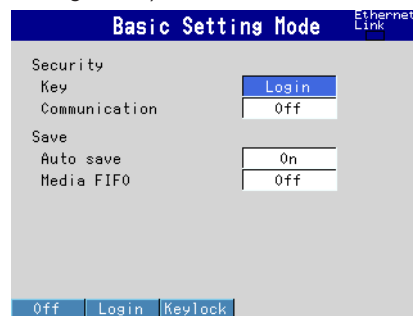 Basic Setting Mode
Ethernet
Link
Security
Key Login
Communication Off
Save
Auto save On
Media FIFO Off
Off Login Keylock